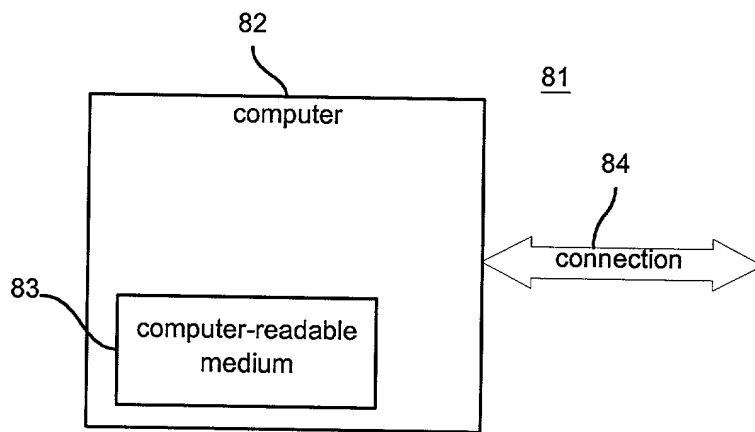 82
81
computer
84
connection
83
computer-readable
medium